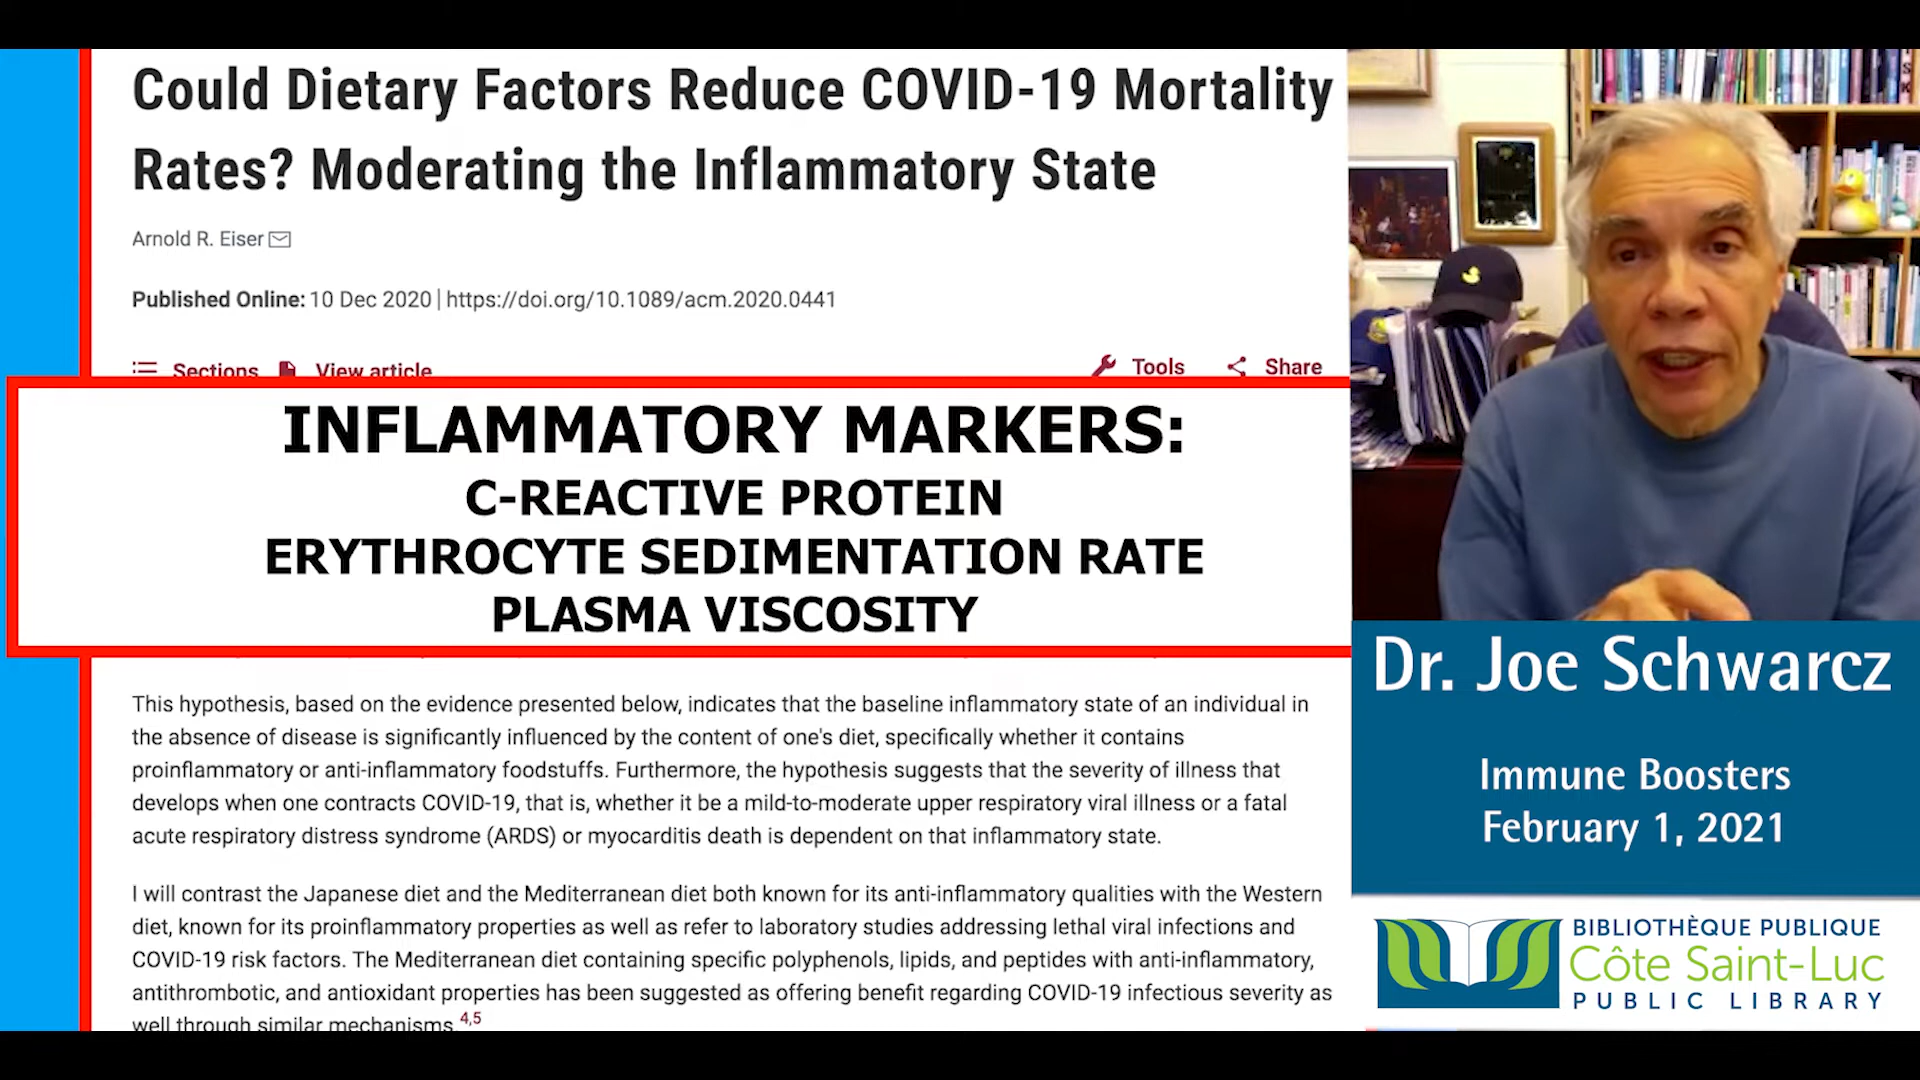 Could Dietary Factors Reduce COVID-19 Mortality
Rates? Moderating the Inflammatory State
Arnold R. Eiser
Published Online: 10 Dec 2020 | https://doi.org/10.1089/acm.2020.0441
Sections View article Tools Share
INFLAMMATORY MARKERS:
C-REACTIVE PROTEIN
ERYTHROCYTE SEDIMENTATION RATE
PLASMA VISCOSITY
This hypothesis, based on the evidence presented below, indicates that the baseline inflammatory state of an individual in
the absence of disease is significantly influenced by the content of one's diet, specifically whether it contains
proinflammatory or anti-inflammatory foodstuffs. Furthermore, the hypothesis suggests that the severity of illness that
develops when one contracts COVID-19, that is, whether it be a mild-to-moderate upper respiratory viral illness or a fatal
acute respiratory distress syndrome (ARDS) or myocarditis death is dependent on that inflammatory state.
I will contrast the Japanese diet and the Mediterranean diet both known for its anti-inflammatory qualities with the Western
diet, known for its proinflammatory properties as well as refer to laboratory studies addressing lethal viral infections and
COVID-19 risk factors. The Mediterranean diet containing specific polyphenols, lipids, and peptides with anti-inflammatory,
antithrombotic, and antioxidant properties has been suggested as offering benefit regarding COVID-19 infectious severity as
well through similar mechanisms.4,5
Dr. Joe Schwarcz
Immune Boosters
February 1, 2021
BIBLIOTHÈQUE PUBLIQUE
Côte Saint-Luc
PUBLIC LIBRARY